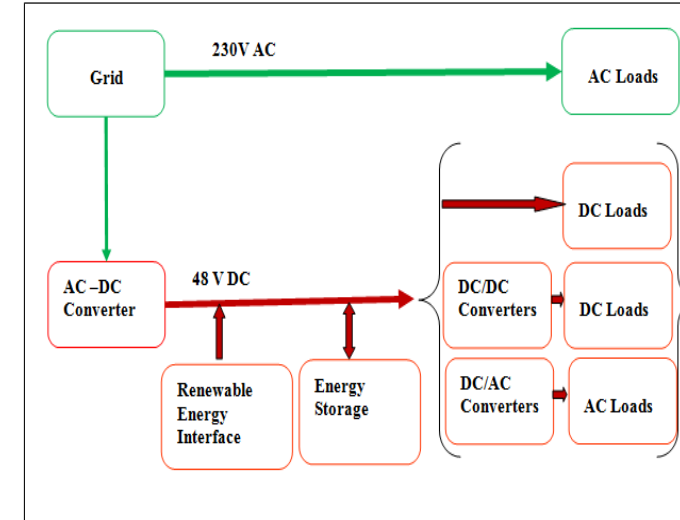 230V AC
Grid
AC Loads
DC Loads
AC –DC
Converter
48 V DC
DC/DC
Converters
DC Loads
Renewable
Energy
Interface
Energy
Storage
DC/AC
Converters
AC Loads